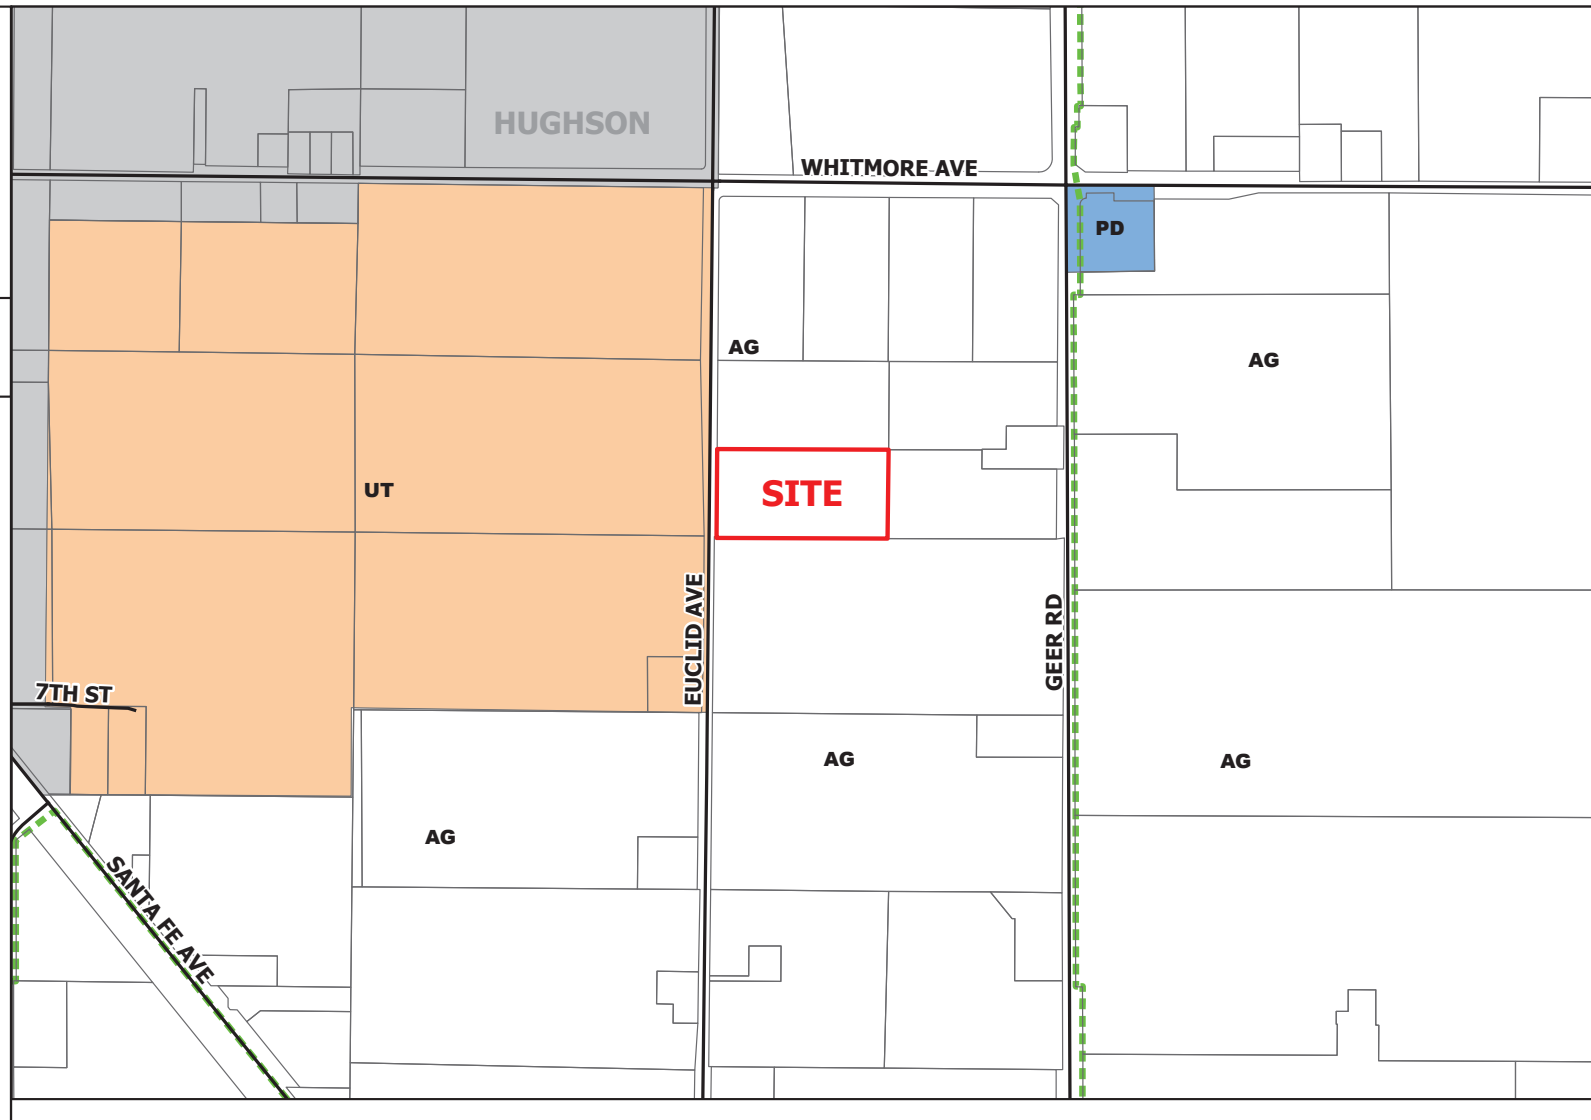 HUGHSON
WHITMORE AVE
PD
AG
AG
UT
SITE
EUCLID AVE
GEER RD
7TH ST
AG
AG
AG
SANTA FE AVE